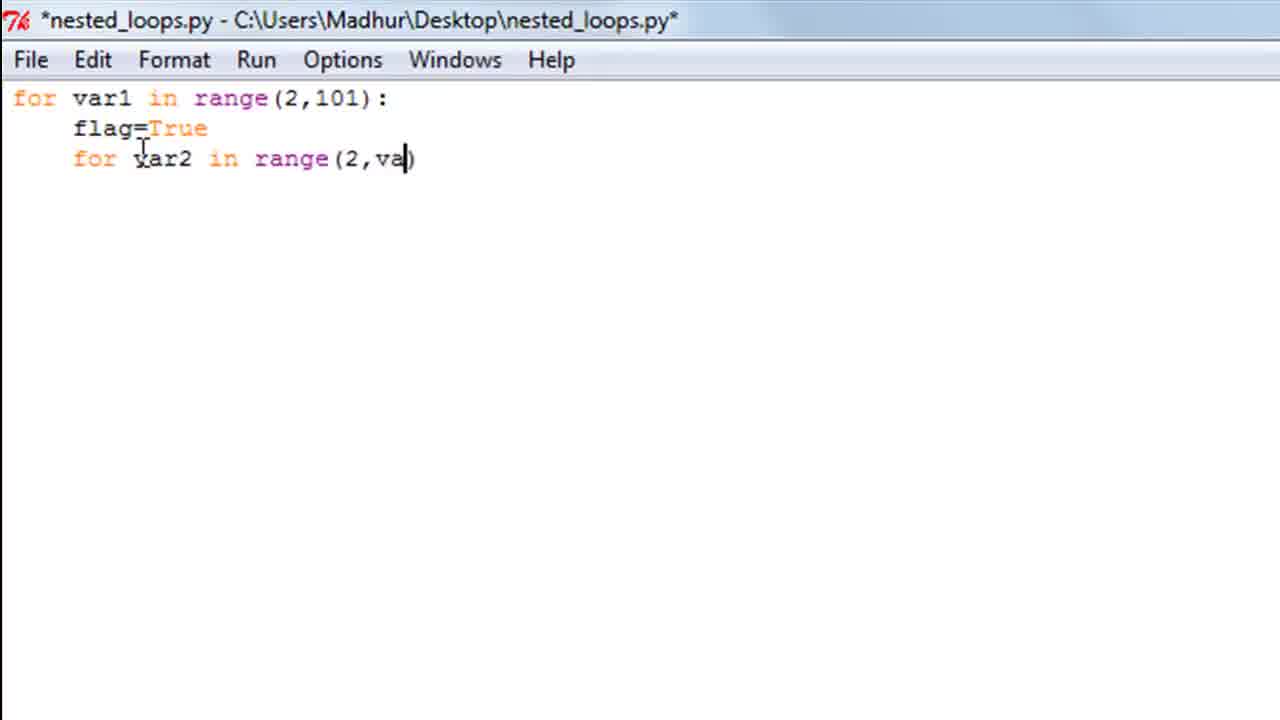 *nested_loops.py - C:\Users\Madhur\Desktop\nested_loops.py*
File Edit Format Run Options Windows Help
for var1 in range(2,101):
    flag=True
    for var2 in range(2,va)